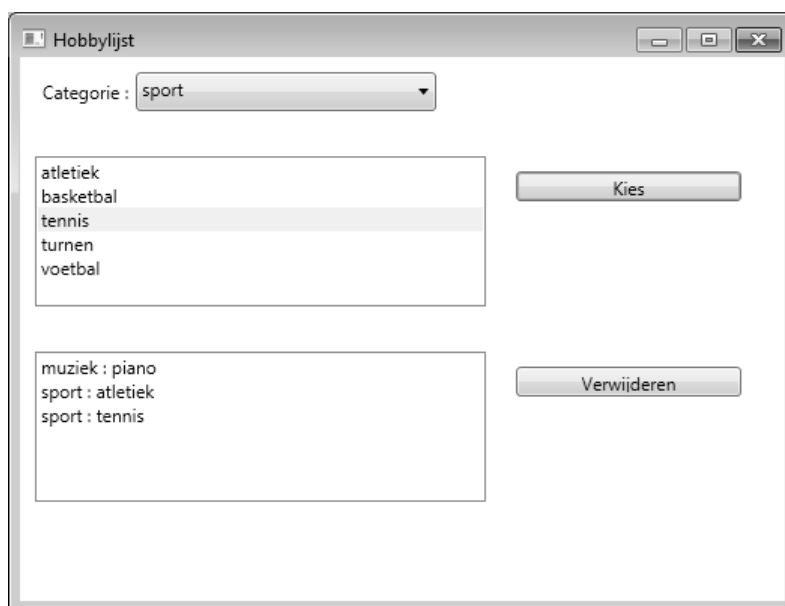 Hobbylijst
Categorie : sport
atletiek
basketbal
tennis
turnen
voetbal
Kies
muziek : piano
sport : atletiek
sport : tennis
Verwijderen